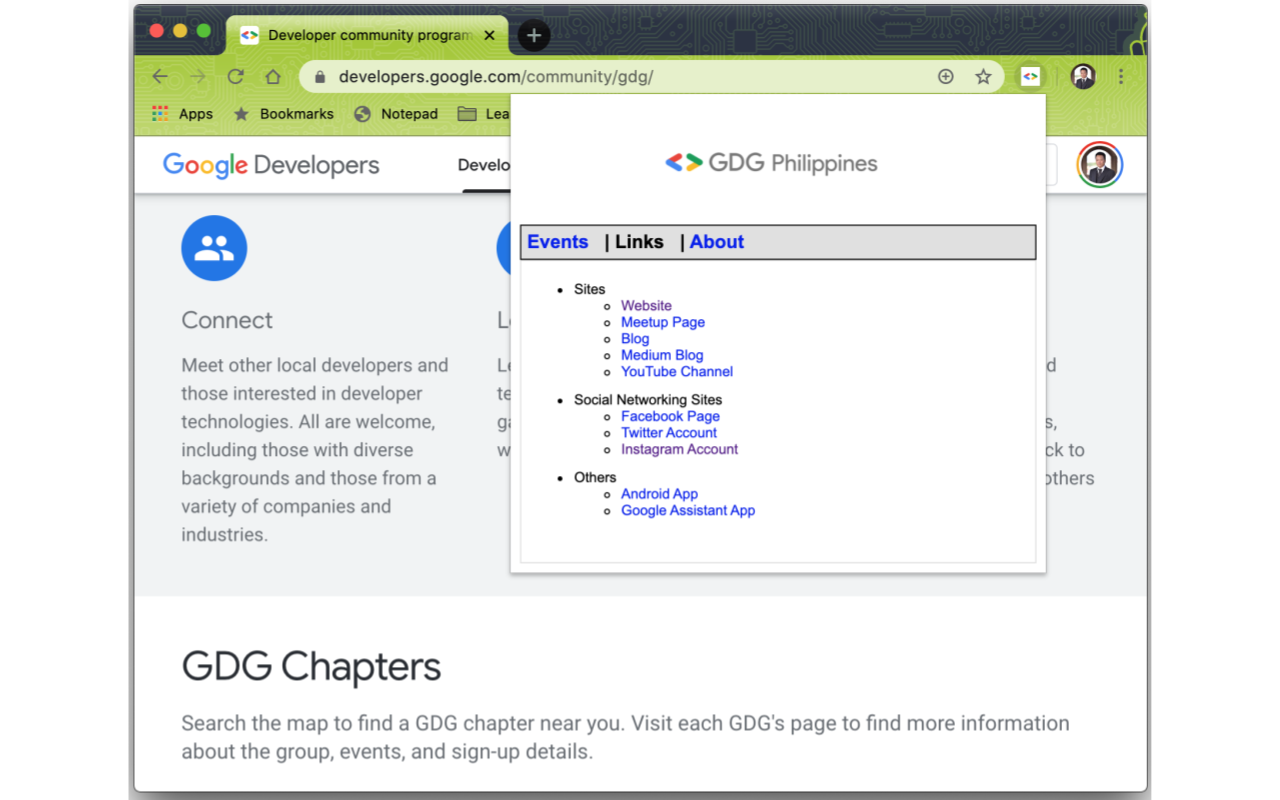 Developer community program
developers.google.com/community/gdg/
Apps
Bookmarks
Notepad
Lea
Google Developers
Develo
GDG Philippines
Events | Links | About
Sites
Website
Meetup Page
Blog
Medium Blog
YouTube Channel
Social Networking Sites
Facebook Page
Twitter Account
Instagram Account
Others
Android App
Google Assistant App
Connect
Meet other local developers and
those interested in developer
technologies. All are welcome,
including those with diverse
backgrounds and those from a
variety of companies and
industries.
d
s,
ck to
others
GDG Chapters
Search the map to find a GDG chapter near you. Visit each GDG's page to find more information
about the group, events, and sign-up details.